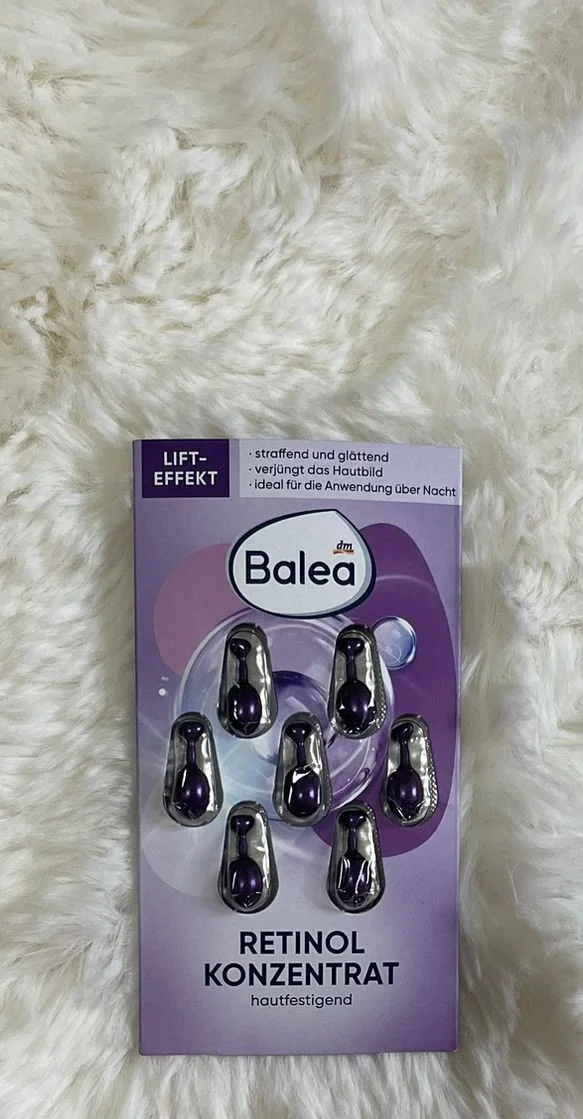 LIFT-
EFFEKT
· straffend und glättend
· verjüngt das Hautbild
· ideal für die Anwendung über Nacht
dm
Balea
RETINOL
KONZENTRAT
hautfestigend